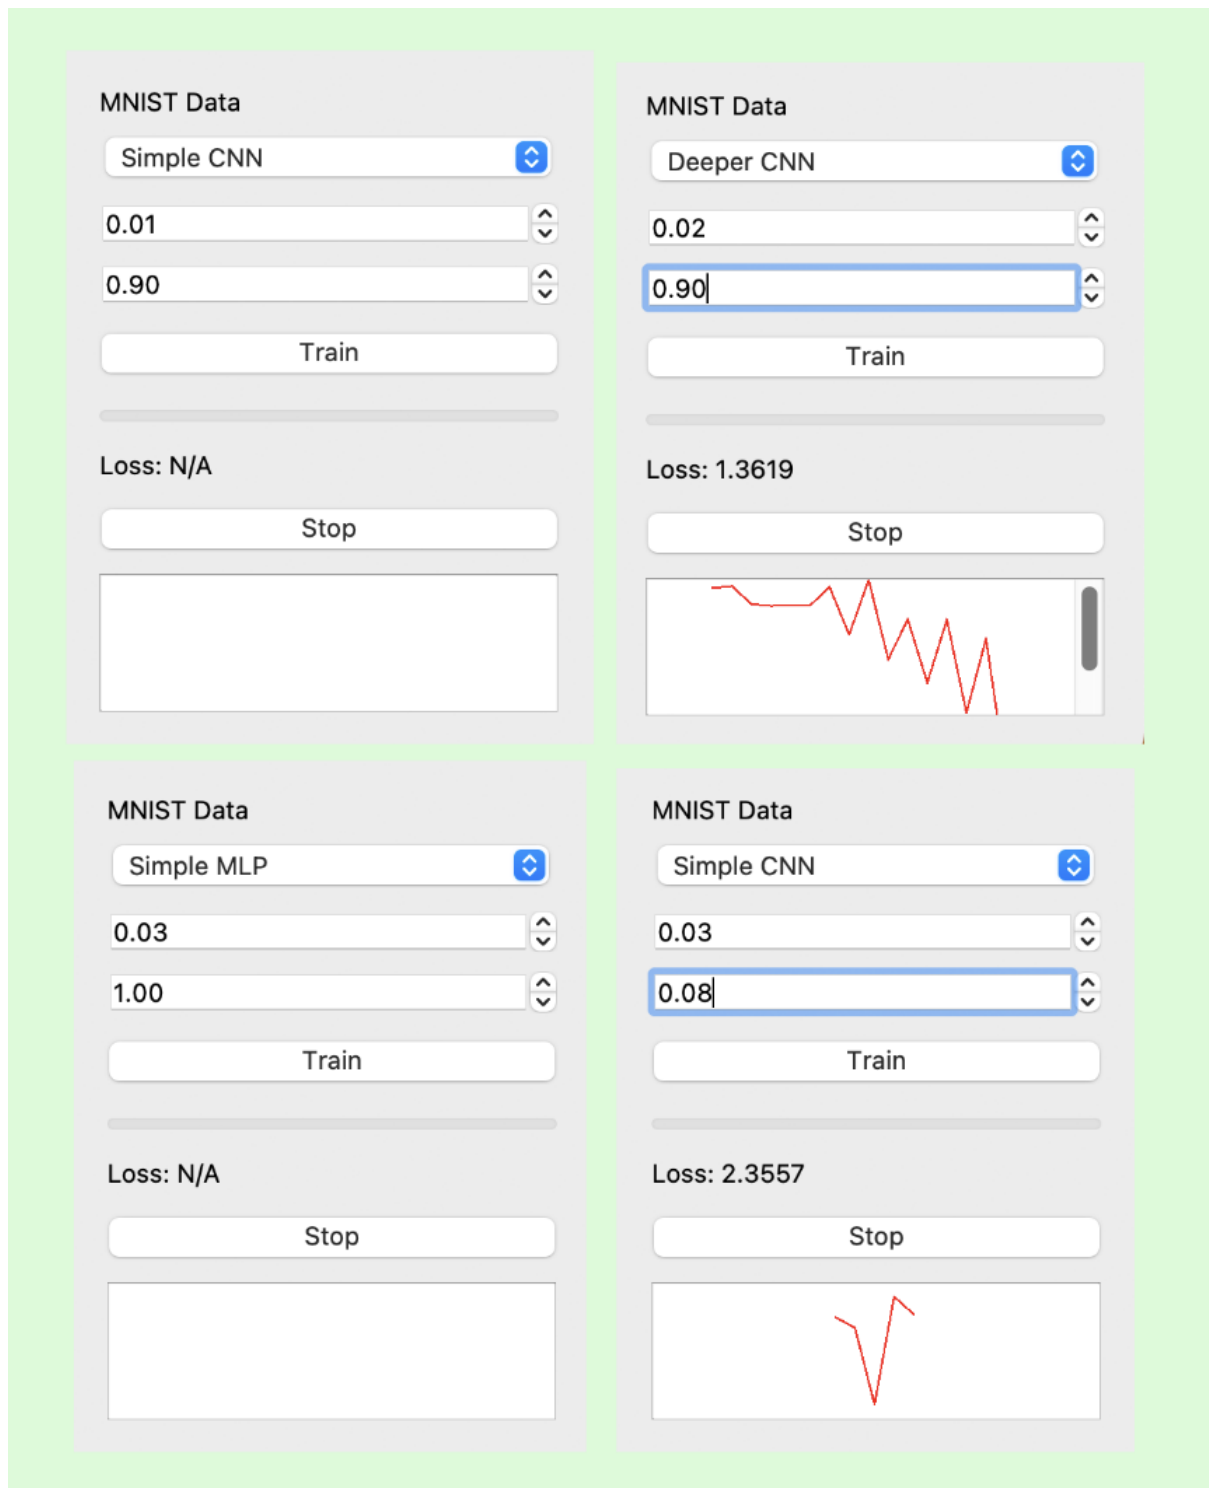 MNIST Data
Simple CNN
0.01
0.90
Train
Loss: N/A
Stop
MNIST Data
Deeper CNN
0.02
0.90
Train
Loss: 1.3619
Stop
MNIST Data
Simple MLP
0.03
1.00
Train
Loss: N/A
Stop
MNIST Data
Simple CNN
0.03
0.08
Train
Loss: 2.3557
Stop